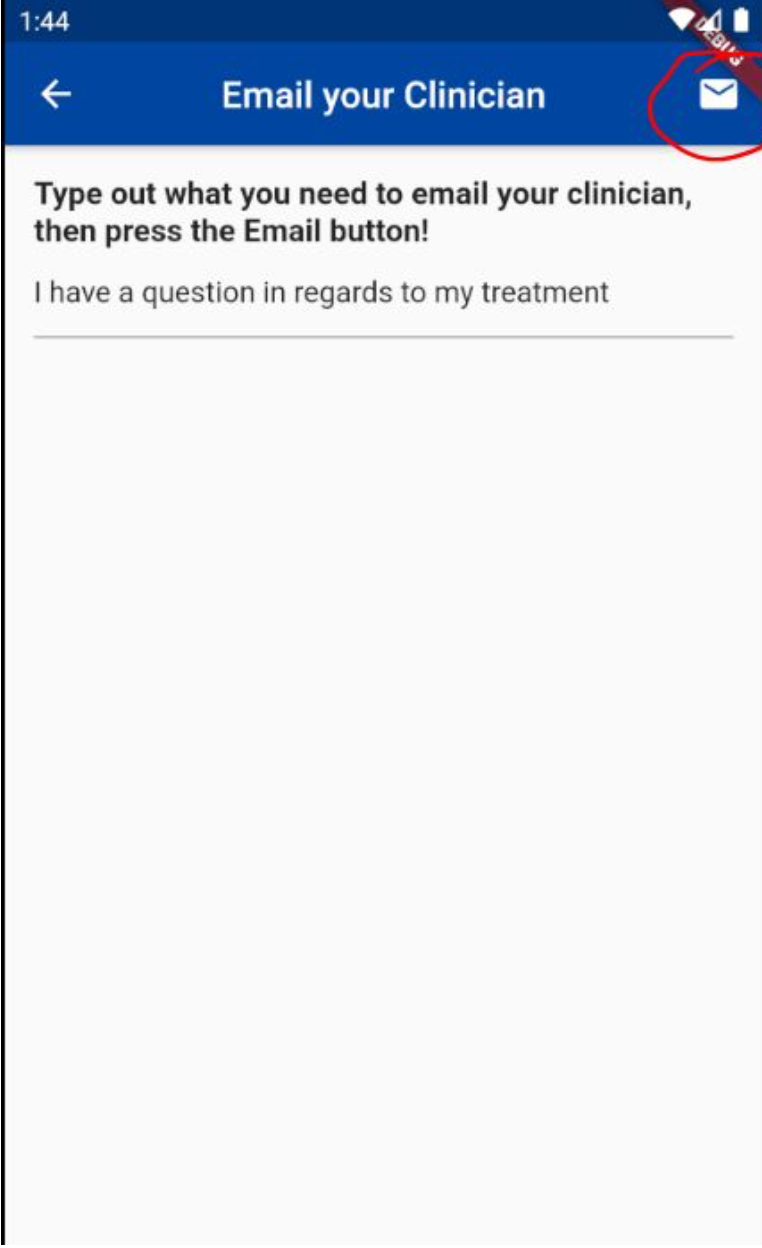 1:44
DEBUG
Email your Clinician
Type out what you need to email your clinician,
then press the Email button!
I have a question in regards to my treatment